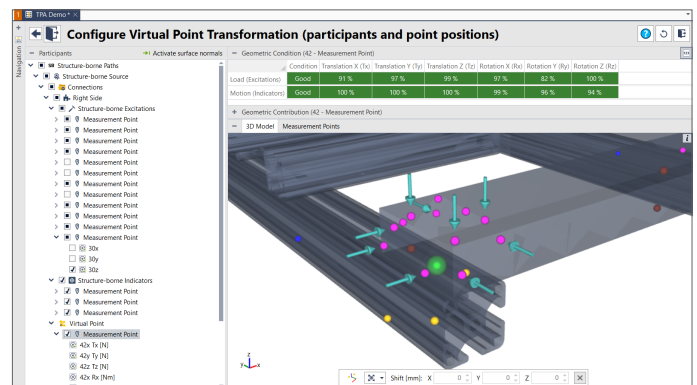 1 TPA Demo* ×
Configure Virtual Point Transformation (participants and point positions)
Navigation
Participants
Activate surface normals
Structure-borne Paths
Structure-borne Source
Connections
Right Side
Structure-borne Excitations
Measurement Point
Measurement Point
Measurement Point
Measurement Point
Measurement Point
Measurement Point
Measurement Point
Measurement Point
Measurement Point
Measurement Point
Measurement Point
Measurement Point
30x
30y
30z
Structure-borne Indicators
Measurement Point
Measurement Point
Measurement Point
Virtual Point
Measurement Point
42x Tx [N]
42y Ty [N]
42z Tz [N]
42x Rx [Nm]
Geometric Condition (42 - Measurement Point)
Condition Translation X (Tx) Translation Y (Ty) Translation Z (Tz) Rotation X (Rx) Rotation Y (Ry) Rotation Z (Rz)
Load (Excitations) Good 91 % 97 % 99 % 97 % 82 % 100 %
Motion (Indicators) Good 100 % 100 % 100 % 99 % 96 % 94 %
Geometric Contribution (42 - Measurement Point)
3D Model Measurement Points
i
z
y x
Shift [mm]: X 0 Y 0 Z 0